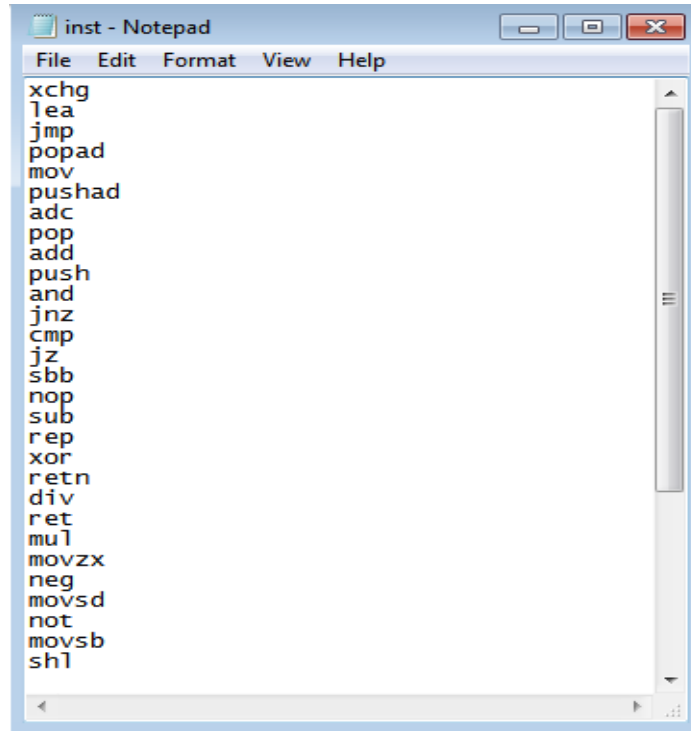 inst - Notepad
File Edit Format View Help
xchg
lea
jmp
popad
mov
pushad
adc
pop
add
push
and
jnz
cmp
jz
sbb
nop
sub
rep
xor
retn
div
ret
mul
movzx
neg
movsd
not
movsb
shl